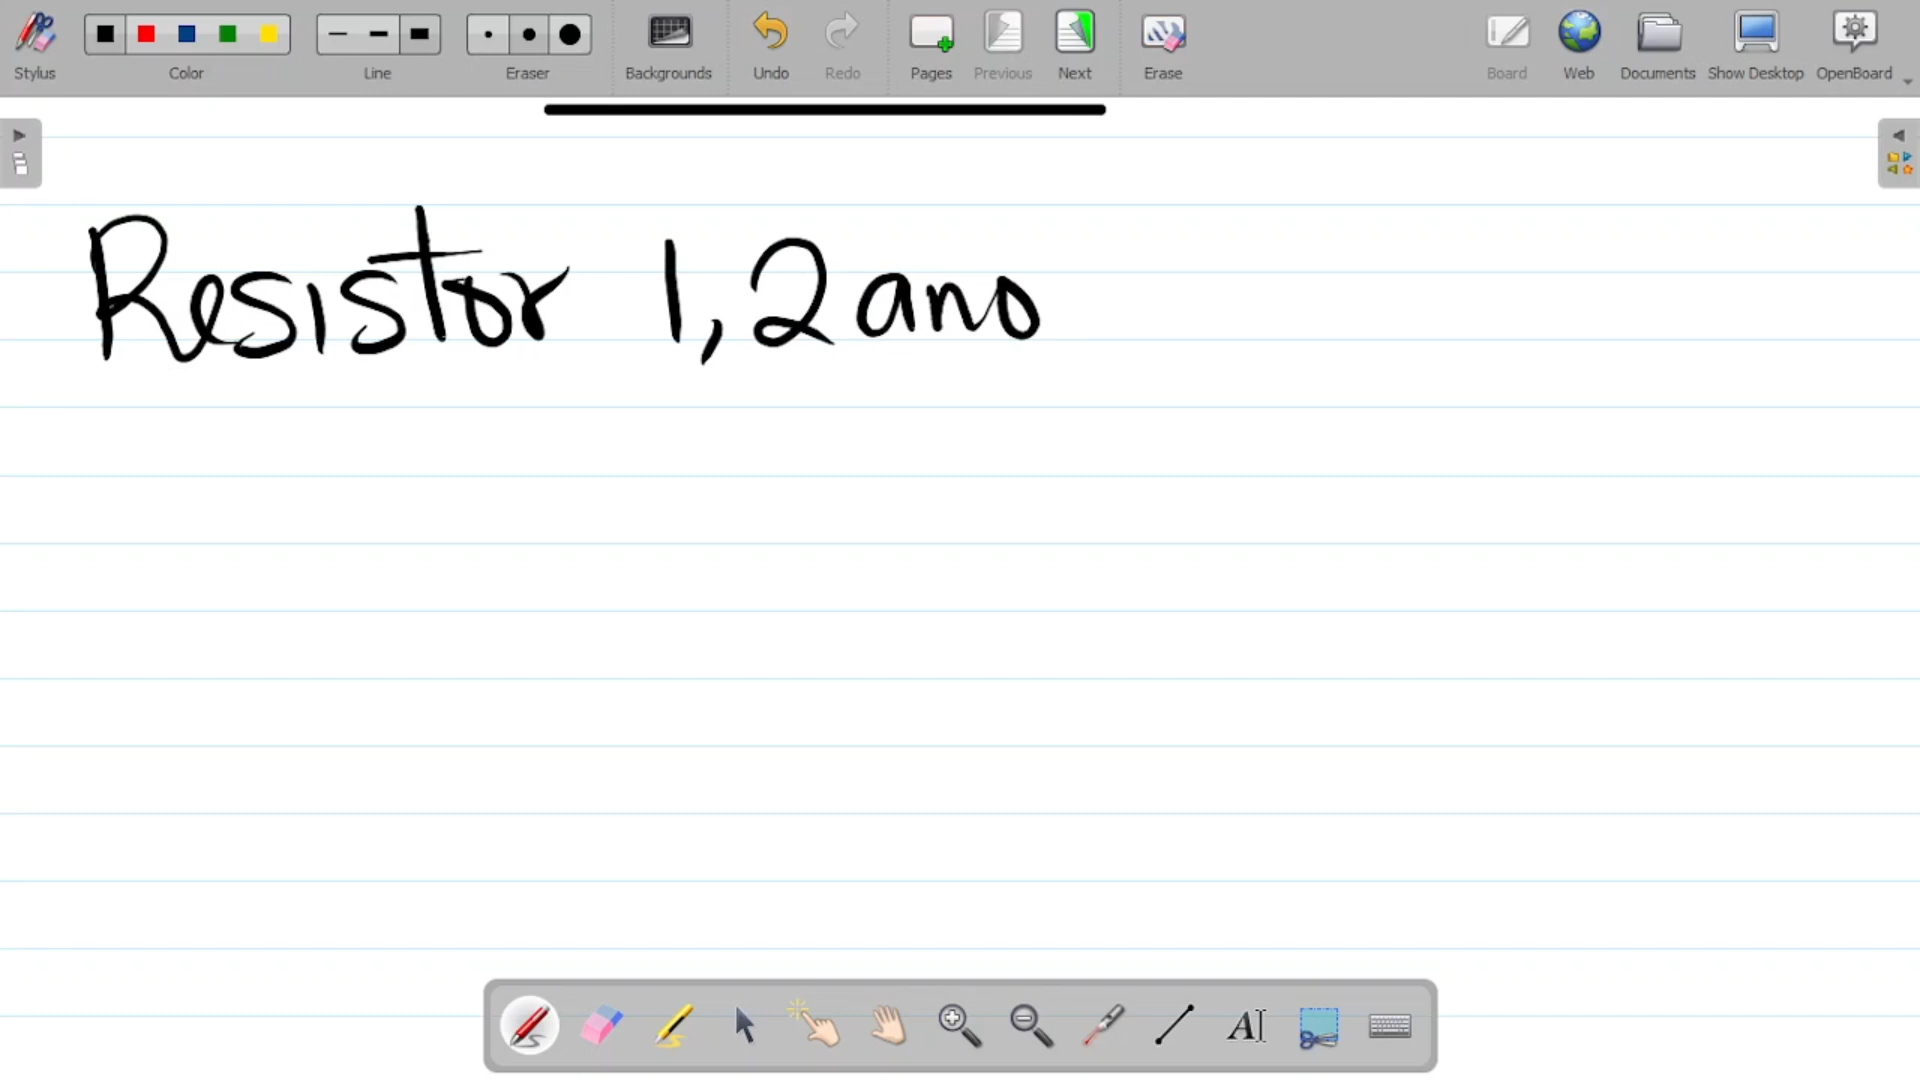 Stylus
Color
Line
Eraser
Backgrounds
Undo
Redo
Pages
Previous
Next
Erase
Board
Web
Documents
Show Desktop
OpenBoard
Resistor 1,2 ano